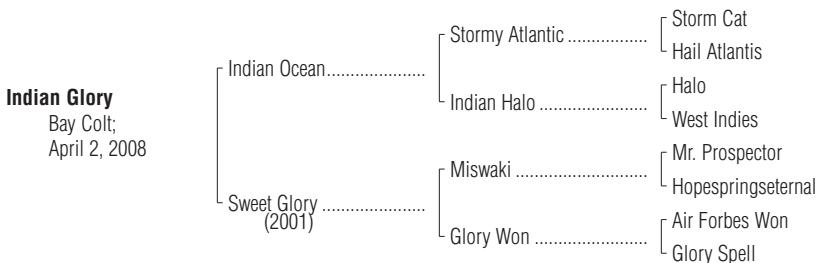 Storm Cat
Stormy Atlantic ..................
Hail Atlantis
Indian Ocean......................
Halo
Indian Halo ........................
West Indies
Indian Glory
Bay Colt;
April 2, 2008
Mr. Prospector
Miswaki .............................
Hopespringseternal
Sweet Glory ......................
(2001)
Air Forbes Won
Glory Won .........................
Glory Spell